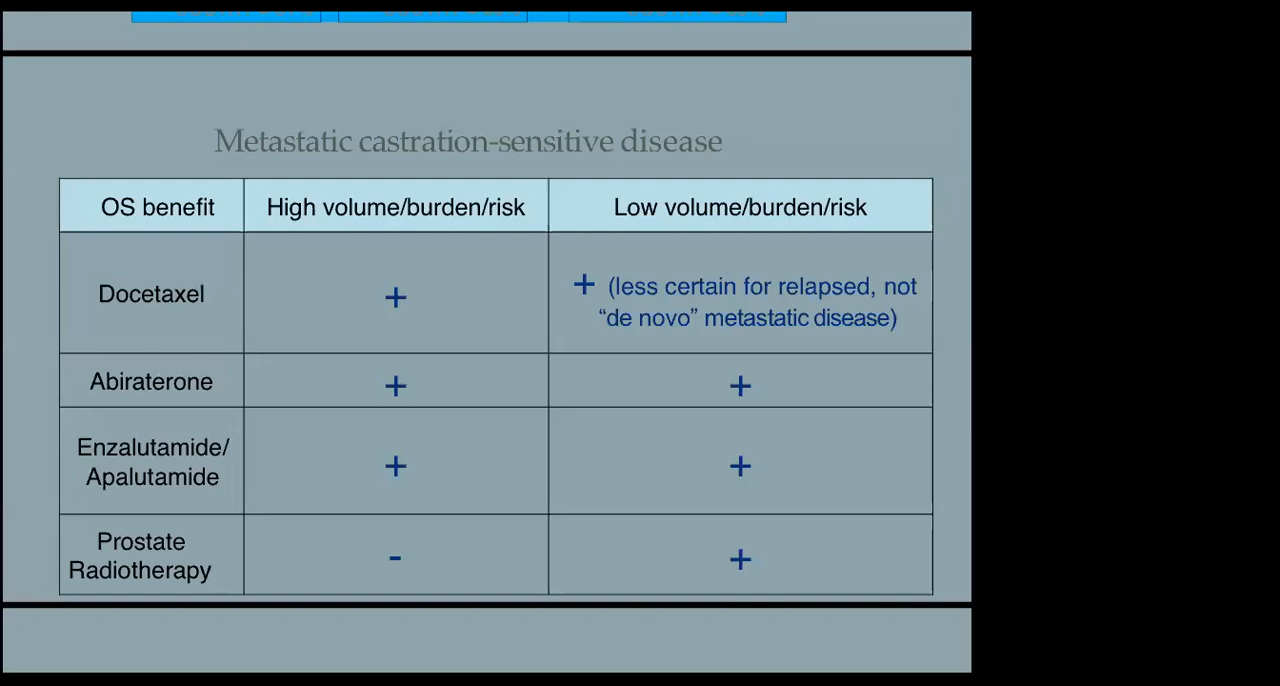 Metastatic castration-sensitive disease
OS benefit
High volume/burden/risk
Low volume/burden/risk
Docetaxel
+
+ (less certain for relapsed, not
“de novo” metastatic disease)
Abiraterone
+
+
Enzalutamide/
Apalutamide
+
+
Prostate
Radiotherapy
-
+